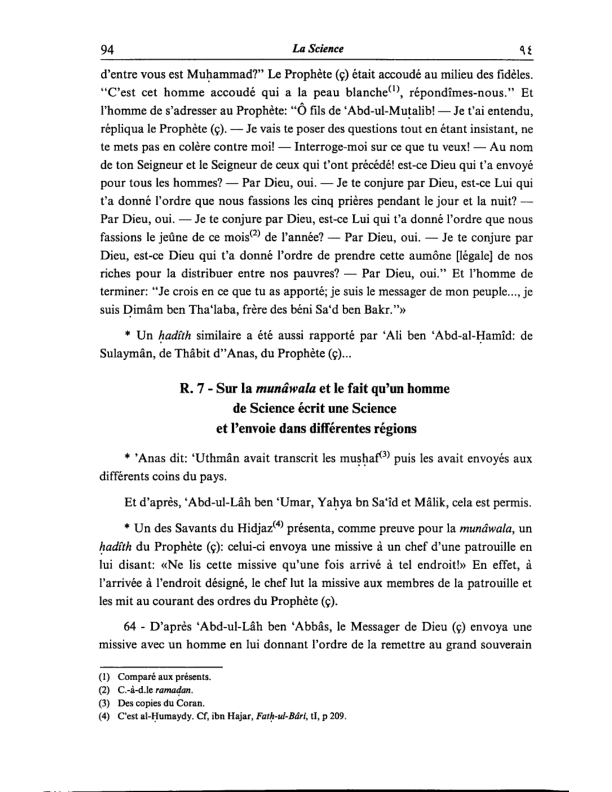 94 La Science ٩٤
d'entre vous est Muḥammad?" Le Prophète (ç) était accoudé au milieu des fidèles.
"C'est cet homme accoudé qui a la peau blanche(1), répondîmes-nous." Et
l'homme de s'adresser au Prophète: "Ô fils de ‘Abd-ul-Muṭalib! — Je t'ai entendu,
répliqua le Prophète (ç). — Je vais te poser des questions tout en étant insistant, ne
te mets pas en colère contre moi! — Interroge-moi sur ce que tu veux! — Au nom
de ton Seigneur et le Seigneur de ceux qui t'ont précédé! est-ce Dieu qui t'a envoyé
pour tous les hommes? — Par Dieu, oui. — Je te conjure par Dieu, est-ce Lui qui
t'a donné l'ordre que nous fassions les cinq prières pendant le jour et la nuit? —
Par Dieu, oui. — Je te conjure par Dieu, est-ce Lui qui t'a donné l'ordre que nous
fassions le jeûne de ce mois(2) de l'année? — Par Dieu, oui. — Je te conjure par
Dieu, est-ce Dieu qui t'a donné l'ordre de prendre cette aumône [légale] de nos
riches pour la distribuer entre nos pauvres? — Par Dieu, oui." Et l'homme de
terminer: "Je crois en ce que tu as apporté; je suis le messager de mon peuple..., je
suis Ḍimâm ben Tha‘laba, frère des béni Sa‘d ben Bakr."»
* Un ḥadîth similaire a été aussi rapporté par ‘Ali ben ‘Abd-al-Ḥamîd: de
Sulaymân, de Thâbit d''Anas, du Prophète (ç)...
R. 7 - Sur la munâwala et le fait qu'un homme
de Science écrit une Science
et l'envoie dans différentes régions
* 'Anas dit: ‘Uthmân avait transcrit les muṣḥaf(3) puis les avait envoyés aux
différents coins du pays.
Et d'après, ‘Abd-ul-Lâh ben ‘Umar, Yaḥya bn Sa‘îd et Mâlik, cela est permis.
* Un des Savants du Hidjaz(4) présenta, comme preuve pour la munâwala, un
ḥadîth du Prophète (ç): celui-ci envoya une missive à un chef d'une patrouille en
lui disant: «Ne lis cette missive qu'une fois arrivé à tel endroit!» En effet, à
l'arrivée à l'endroit désigné, le chef lut la missive aux membres de la patrouille et
les mit au courant des ordres du Prophète (ç).
64 - D'après ‘Abd-ul-Lâh ben ‘Abbâs, le Messager de Dieu (ç) envoya une
missive avec un homme en lui donnant l'ordre de la remettre au grand souverain
(1) Comparé aux présents.
(2) C.-à-d.le ramaḍan.
(3) Des copies du Coran.
(4) C'est al-Ḥumaydy. Cf, ibn Hajar, Fatḥ-ul-Bâri, tI, p 209.